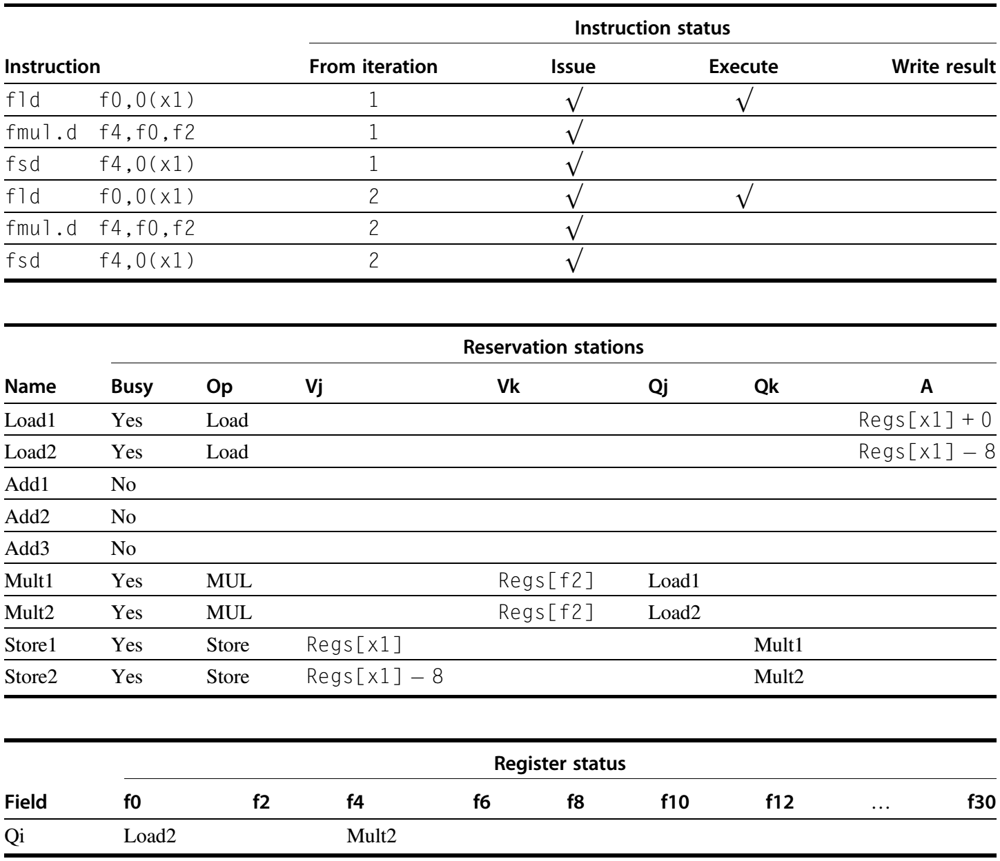 Instruction status
Instruction From iteration Issue Execute Write result
fld f0,0(x1) 1 √ √
fmul.d f4,f0,f2 1 √
fsd f4,0(x1) 1 √
fld f0,0(x1) 2 √ √
fmul.d f4,f0,f2 2 √
fsd f4,0(x1) 2 √
Reservation stations
Name Busy Op Vj Vk Qj Qk A
Load1 Yes Load Regs[x1] + 0
Load2 Yes Load Regs[x1] − 8
Add1 No
Add2 No
Add3 No
Mult1 Yes MUL Regs[f2] Load1
Mult2 Yes MUL Regs[f2] Load2
Store1 Yes Store Regs[x1] Mult1
Store2 Yes Store Regs[x1] − 8 Mult2
Register status
Field f0 f2 f4 f6 f8 f10 f12 … f30
Qi Load2 Mult2